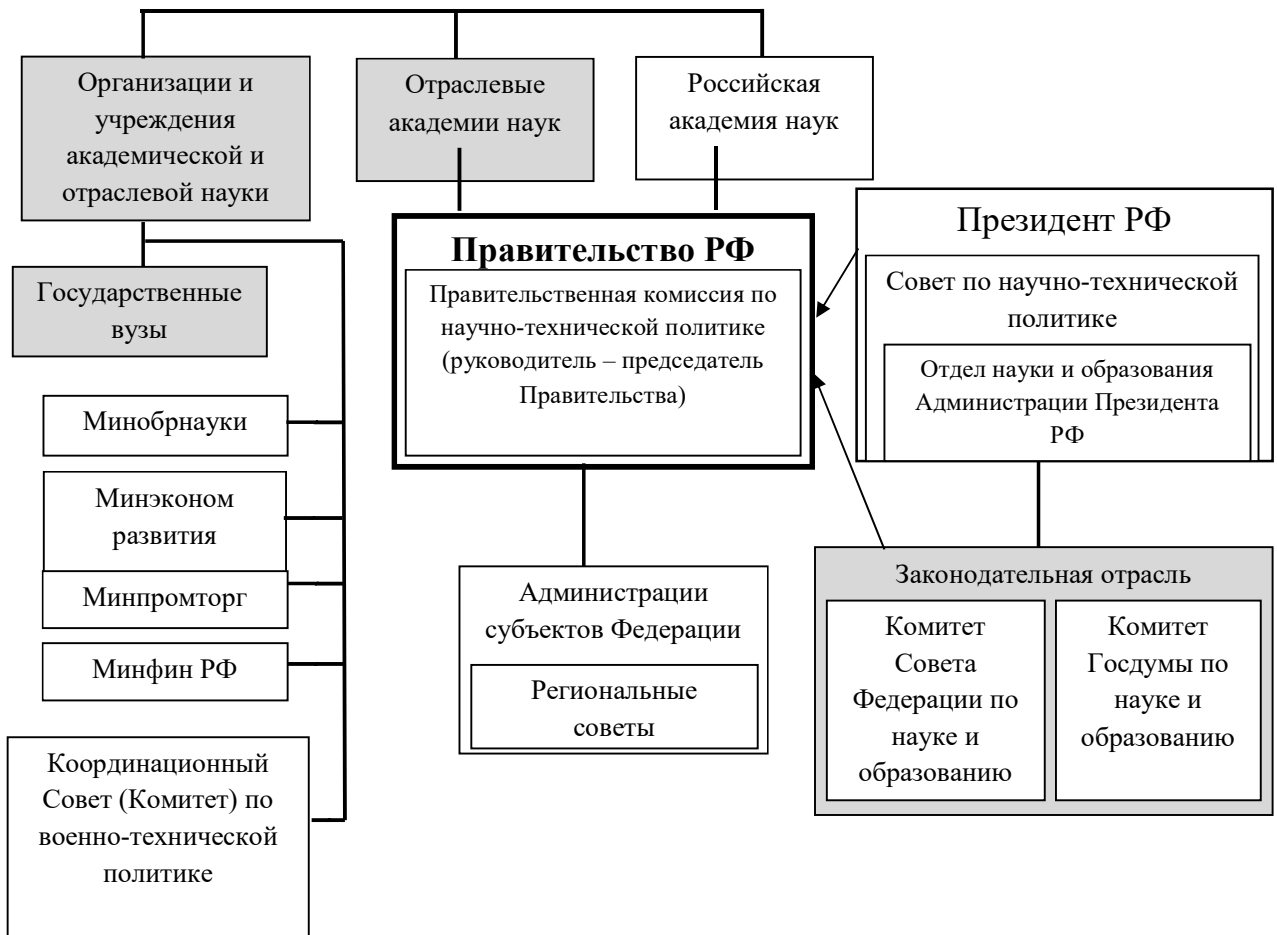 Организации и
учреждения
академической и
отраслевой науки
Отраслевые
академии наук
Российская
академия наук
Государственные
вузы
Правительство РФ
Правительственная комиссия по
научно-технической политике
(руководитель – председатель
Правительства)
Президент РФ
Совет по научно-технической
политике
Отдел науки и образования
Администрации Президента
РФ
Минобрнауки
Минэконом
развития
Минпромторг
Минфин РФ
Координационный
Совет (Комитет) по
военно-технической
политике
Администрации
субъектов Федерации
Региональные
советы
Законодательная отрасль
Комитет
Совета
Федерации по
науке и
образованию
Комитет
Госдумы по
науке и
образованию